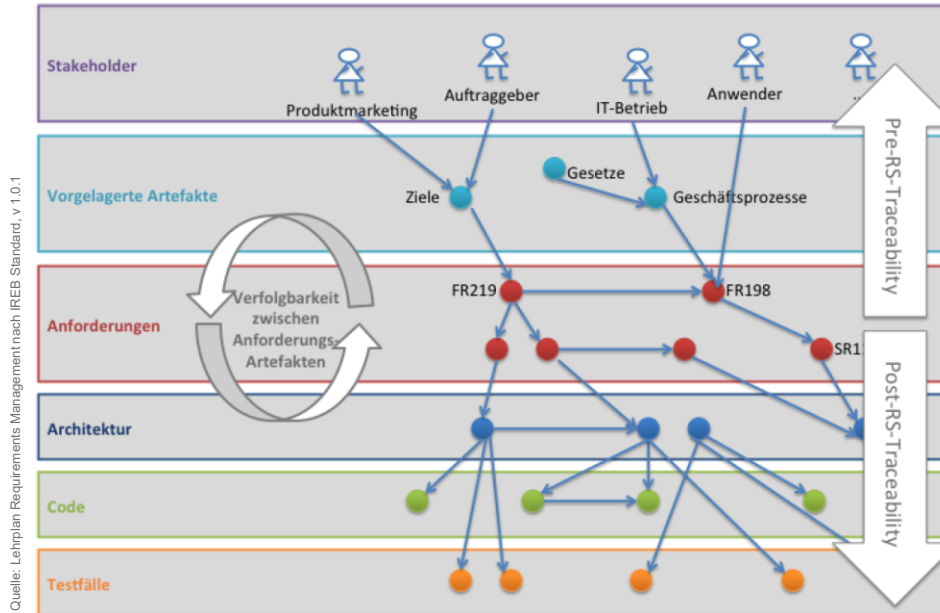 Stakeholder
Produktmarketing
Auftraggeber
IT-Betrieb
Anwender
Vorgelagerte Artefakte
Ziele
Gesetze
Geschäftsprozesse
Pre-RS-Traceability
Anforderungen
Verfolgbarkeit
zwischen
Anforderungs-
Artefakten
FR219
FR198
Post-RS-Traceability
Architektur
Code
Testfälle
Quelle: Lehrplan Requirements Management nach IREB Standard, v 1.0.1